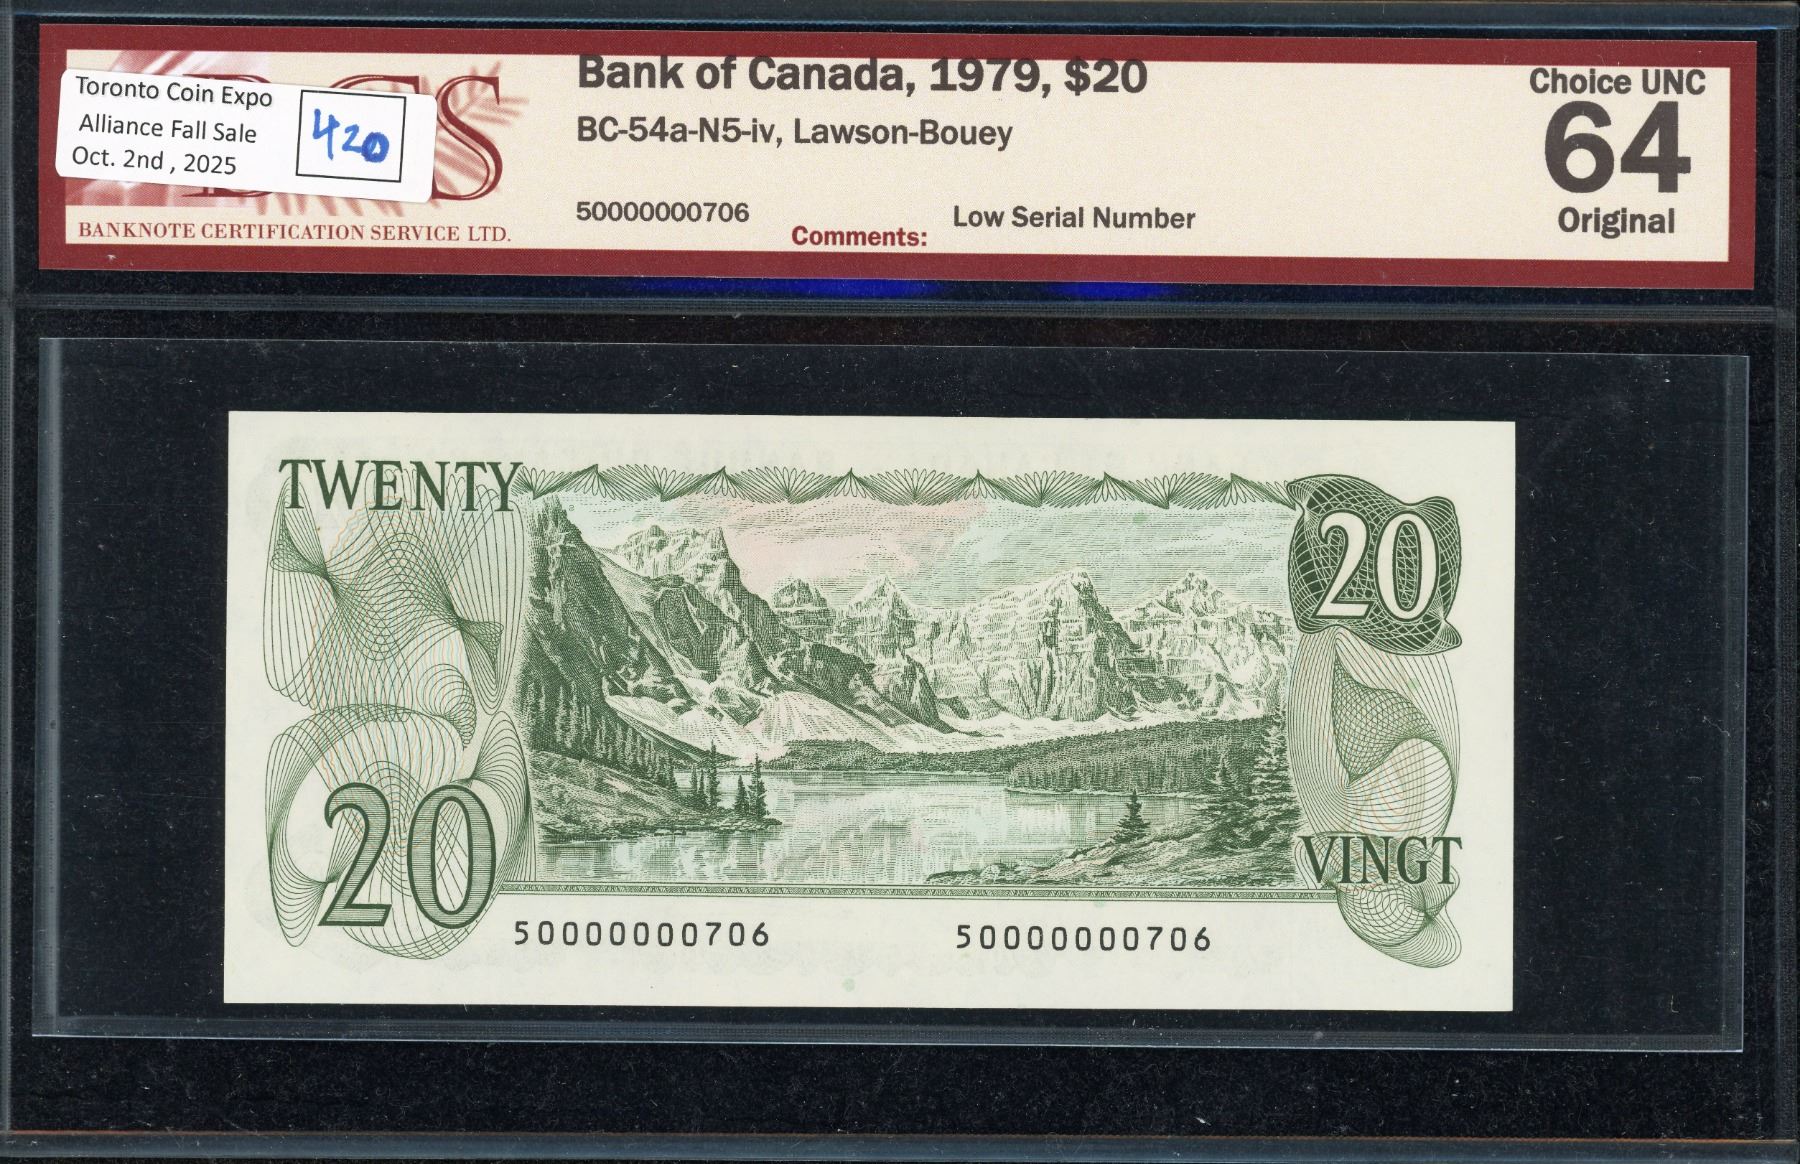 Toronto Coin Expo
Alliance Fall Sale
Oct. 2nd , 2025
420
BCS
BANKNOTE CERTIFICATION SERVICE LTD.
Bank of Canada, 1979, $20
BC-54a-N5-iv, Lawson-Bouey
50000000706
Comments:
Low Serial Number
Choice UNC
64
Original
TWENTY
20
20
VINGT
50000000706
50000000706